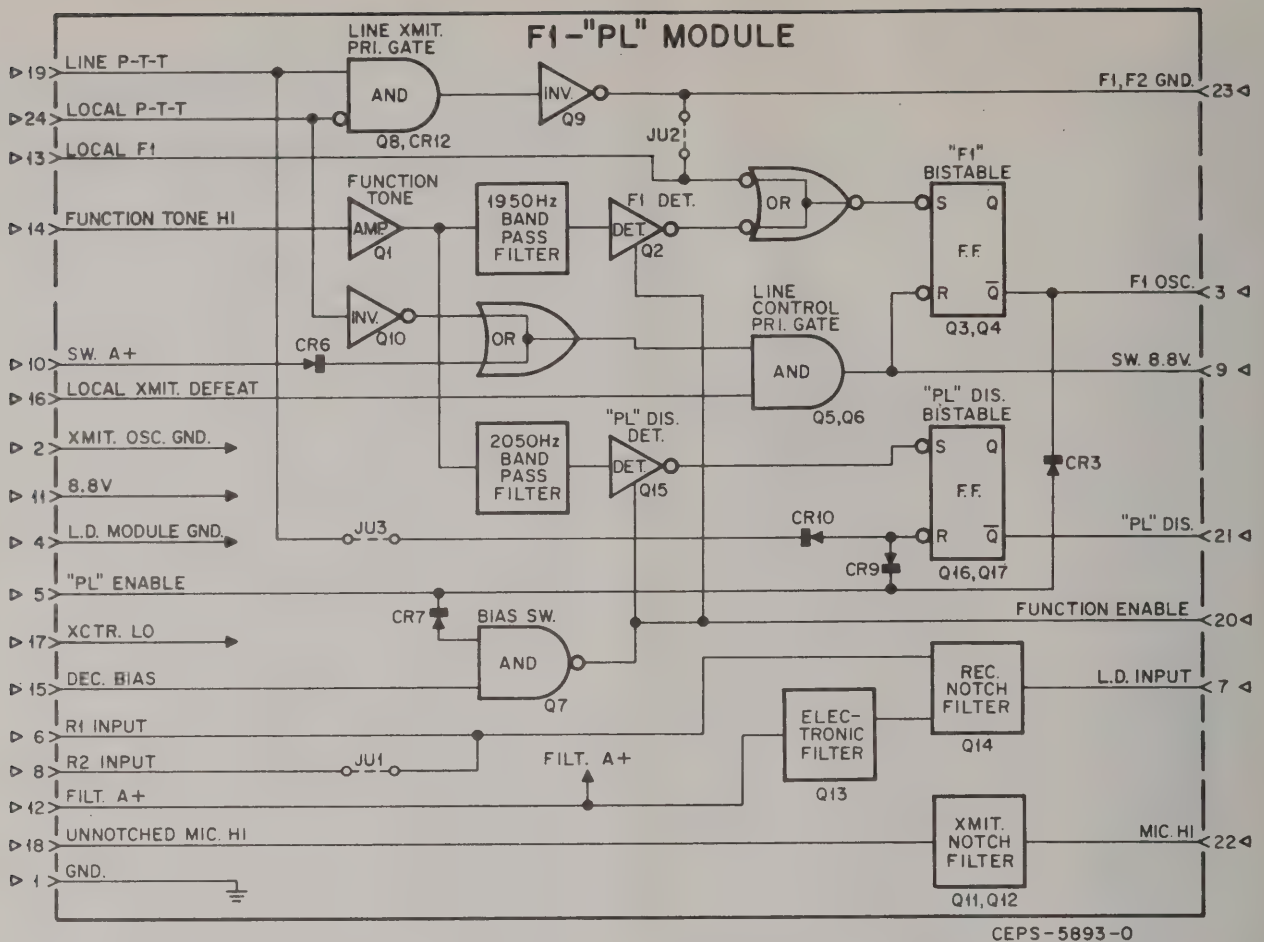 F1-"PL" MODULE
LINE XMIT.
PRI. GATE
19 LINE P-T-T
AND
INV.
Q9
F1, F2 GND.
23
24 LOCAL P-T-T
Q8, CR12
JU2
13 LOCAL F1
"F1"
BISTABLE
FUNCTION
TONE
1950Hz
BAND
PASS
FILTER
F1 DET.
OR
S Q
14 FUNCTION TONE HI
AMP.
Q1
DET.
Q2
F.F.
LINE
CONTROL
PRI. GATE
R Q
F1 OSC.
3
INV.
Q10
OR
Q3, Q4
10 SW. A+
CR6
AND
SW. 8.8V.
9
16 LOCAL XMIT. DEFEAT
Q5, Q6
"PL" DIS.
BISTABLE
2 XMIT. OSC. GND.
2050Hz
BAND
PASS
FILTER
"PL" DIS.
DET.
DET.
Q15
S Q
CR3
F.F.
11 8.8V
4 L.D. MODULE GND.
JU3
CR10
R Q
"PL" DIS.
21
CR9
Q16, Q17
5 "PL" ENABLE
CR7
BIAS SW.
FUNCTION ENABLE
20
17 XCTR. LO
AND
Q7
15 DEC. BIAS
REC.
NOTCH
FILTER
Q14
L.D. INPUT
7
6 R1 INPUT
ELEC-
TRONIC
FILTER
Q13
8 R2 INPUT
JU1
FILT. A+
12 FILT. A+
18 UNNOTCHED MIC. HI
XMIT.
NOTCH
FILTER
Q11, Q12
MIC. HI
22
1 GND.
CEPS-5893-O